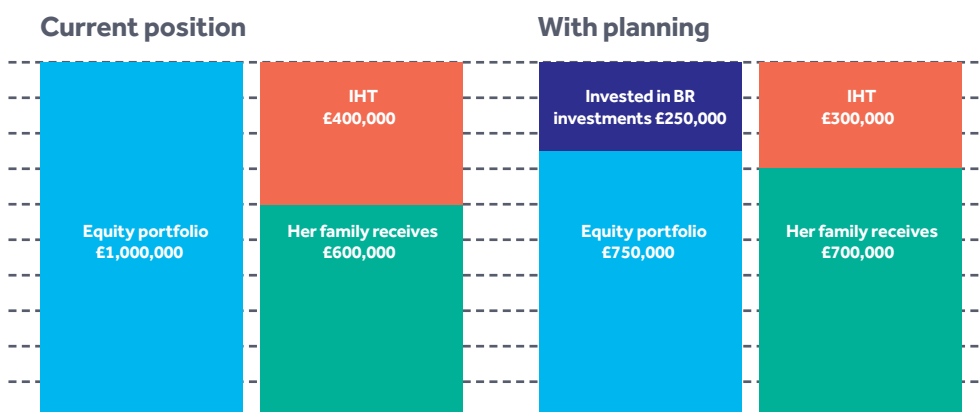 Current position
With planning
IHT
£400,000
Equity portfolio
£1,000,000
Her family receives
£600,000
Invested in BR
investments £250,000
IHT
£300,000
Equity portfolio
£750,000
Her family receives
£700,000